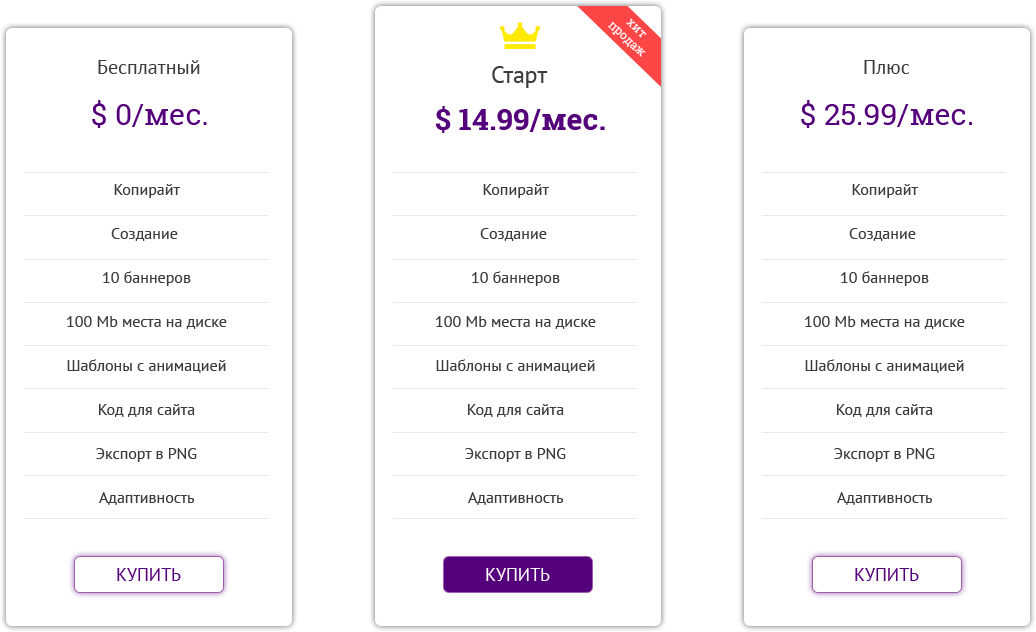 Бесплатный
$ 0/мес.
Копирайт
Создание
10 баннеров
100 Mb места на диске
Шаблоны с анимацией
Код для сайта
Экспорт в PNG
Адаптивность
КУПИТЬ
хит
продаж
Старт
$ 14.99/мес.
Копирайт
Создание
10 баннеров
100 Mb места на диске
Шаблоны с анимацией
Код для сайта
Экспорт в PNG
Адаптивность
КУПИТЬ
Плюс
$ 25.99/мес.
Копирайт
Создание
10 баннеров
100 Mb места на диске
Шаблоны с анимацией
Код для сайта
Экспорт в PNG
Адаптивность
КУПИТЬ